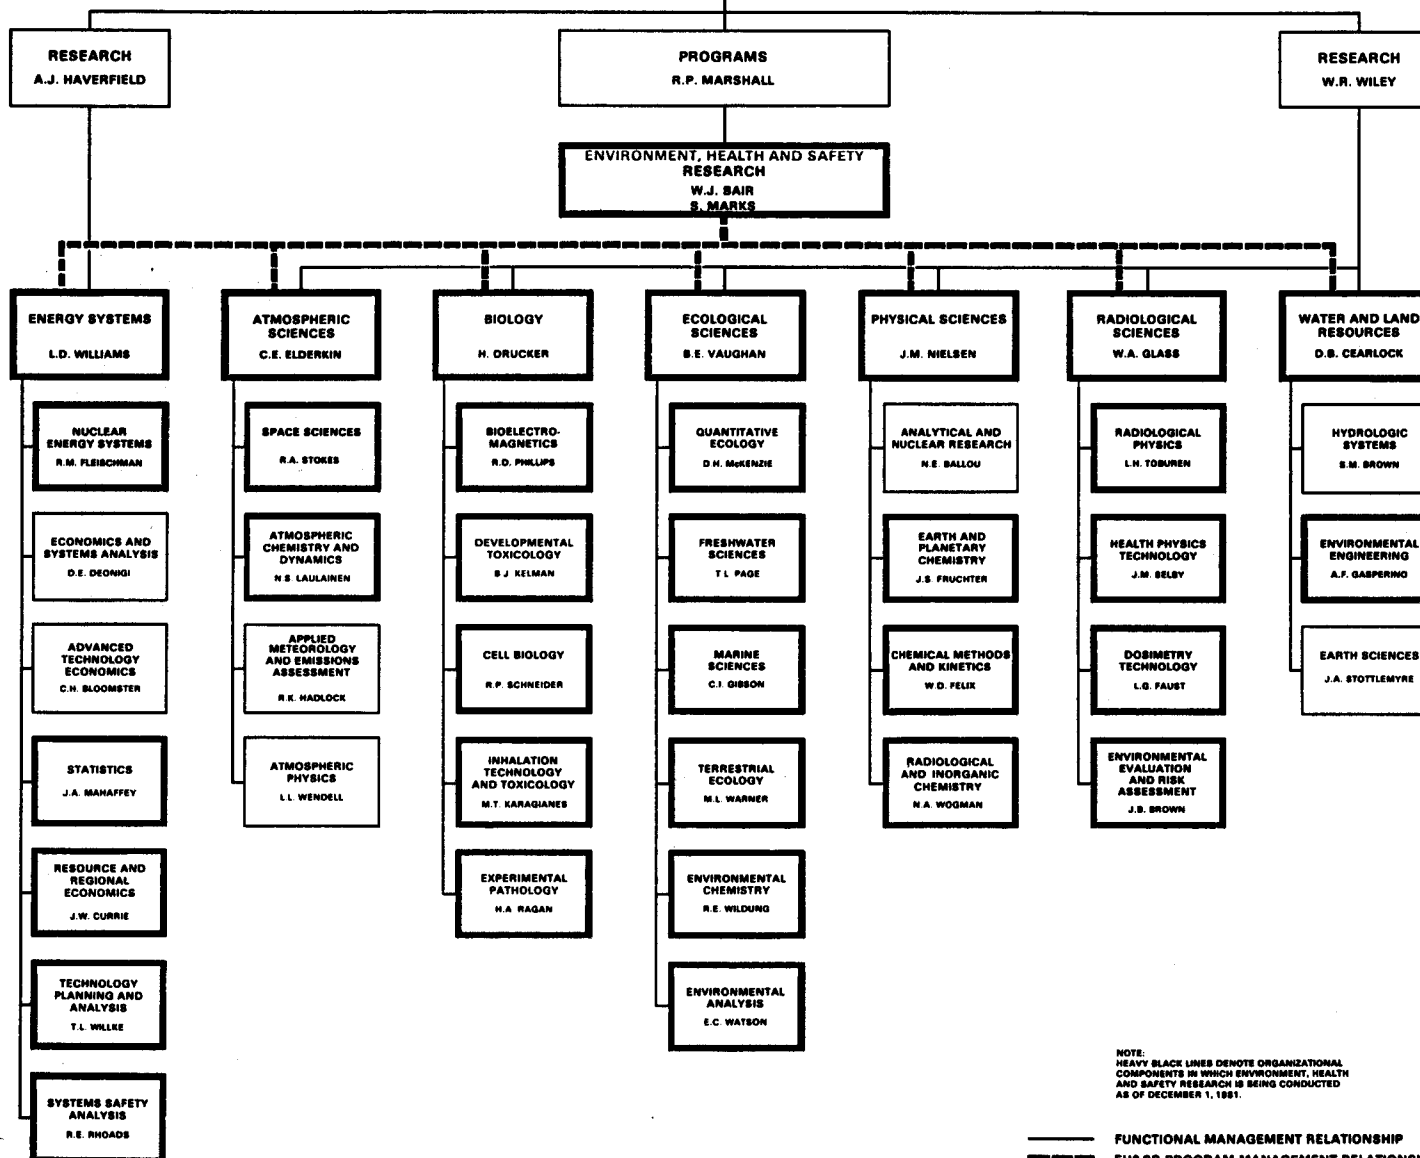 RESEARCH
A.J. HAVERFIELD
PROGRAMS
R.P. MARSHALL
RESEARCH
W.R. WILEY
ENVIRONMENT, HEALTH AND SAFETY
RESEARCH
W.J. BAIR
S. MARKS
ENERGY SYSTEMS
L.D. WILLIAMS
NUCLEAR
ENERGY SYSTEMS
R.M. FLEISCHMAN
ECONOMICS AND
SYSTEMS ANALYSIS
D.E. DEONIGI
ADVANCED
TECHNOLOGY
ECONOMICS
C.H. BLOOMSTER
STATISTICS
J.A. MAHAFFEY
RESOURCE AND
REGIONAL
ECONOMICS
J.W. CURRIE
TECHNOLOGY
PLANNING AND
ANALYSIS
T.L. WILLKE
SYSTEMS SAFETY
ANALYSIS
R.E. RHOADS
ATMOSPHERIC
SCIENCES
C.E. ELDERKIN
SPACE SCIENCES
R.A. STOKES
ATMOSPHERIC
CHEMISTRY AND
DYNAMICS
N.S. LAULAINEN
APPLIED
METEOROLOGY
AND EMISSIONS
ASSESSMENT
R.K. HADLOCK
ATMOSPHERIC
PHYSICS
L.L. WENDELL
BIOLOGY
H. DRUCKER
BIOELECTRO-
MAGNETICS
R.D. PHILLIPS
DEVELOPMENTAL
TOXICOLOGY
B.J. KELMAN
CELL BIOLOGY
R.P. SCHNEIDER
INHALATION
TECHNOLOGY
AND TOXICOLOGY
M.T. KARAGIANES
EXPERIMENTAL
PATHOLOGY
H.A. RAGAN
ECOLOGICAL
SCIENCES
B.E. VAUGHAN
QUANTITATIVE
ECOLOGY
D.H. McKENZIE
FRESHWATER
SCIENCES
T.L. PAGE
MARINE
SCIENCES
C.I. GIBSON
TERRESTRIAL
ECOLOGY
M.L. WARNER
ENVIRONMENTAL
CHEMISTRY
R.E. WILDUNG
ENVIRONMENTAL
ANALYSIS
E.C. WATSON
PHYSICAL SCIENCES
J.M. NIELSEN
ANALYTICAL AND
NUCLEAR RESEARCH
N.E. BALLOU
EARTH AND
PLANETARY
CHEMISTRY
J.S. FRUCHTER
CHEMICAL METHODS
AND KINETICS
W.D. FELIX
RADIOLOGICAL
AND INORGANIC
CHEMISTRY
N.A. WOGMAN
RADIOLOGICAL
SCIENCES
W.A. GLASS
RADIOLOGICAL
PHYSICS
L.H. TOBUREN
HEALTH PHYSICS
TECHNOLOGY
J.M. SELBY
DOSIMETRY
TECHNOLOGY
L.G. FAUST
ENVIRONMENTAL
EVALUATION
AND RISK
ASSESSMENT
J.B. BROWN
WATER AND LAND
RESOURCES
D.B. CEARLOCK
HYDROLOGIC
SYSTEMS
S.M. BROWN
ENVIRONMENTAL
ENGINEERING
A.F. GASPERINO
EARTH SCIENCES
J.A. STOTTLEMYRE
NOTE:
HEAVY BLACK LINES DENOTE ORGANIZATIONAL
COMPONENTS IN WHICH ENVIRONMENT, HEALTH
AND SAFETY RESEARCH IS BEING CONDUCTED
AS OF DECEMBER 1, 1981.
FUNCTIONAL MANAGEMENT RELATIONSHIP
PROGRAM MANAGEMENT